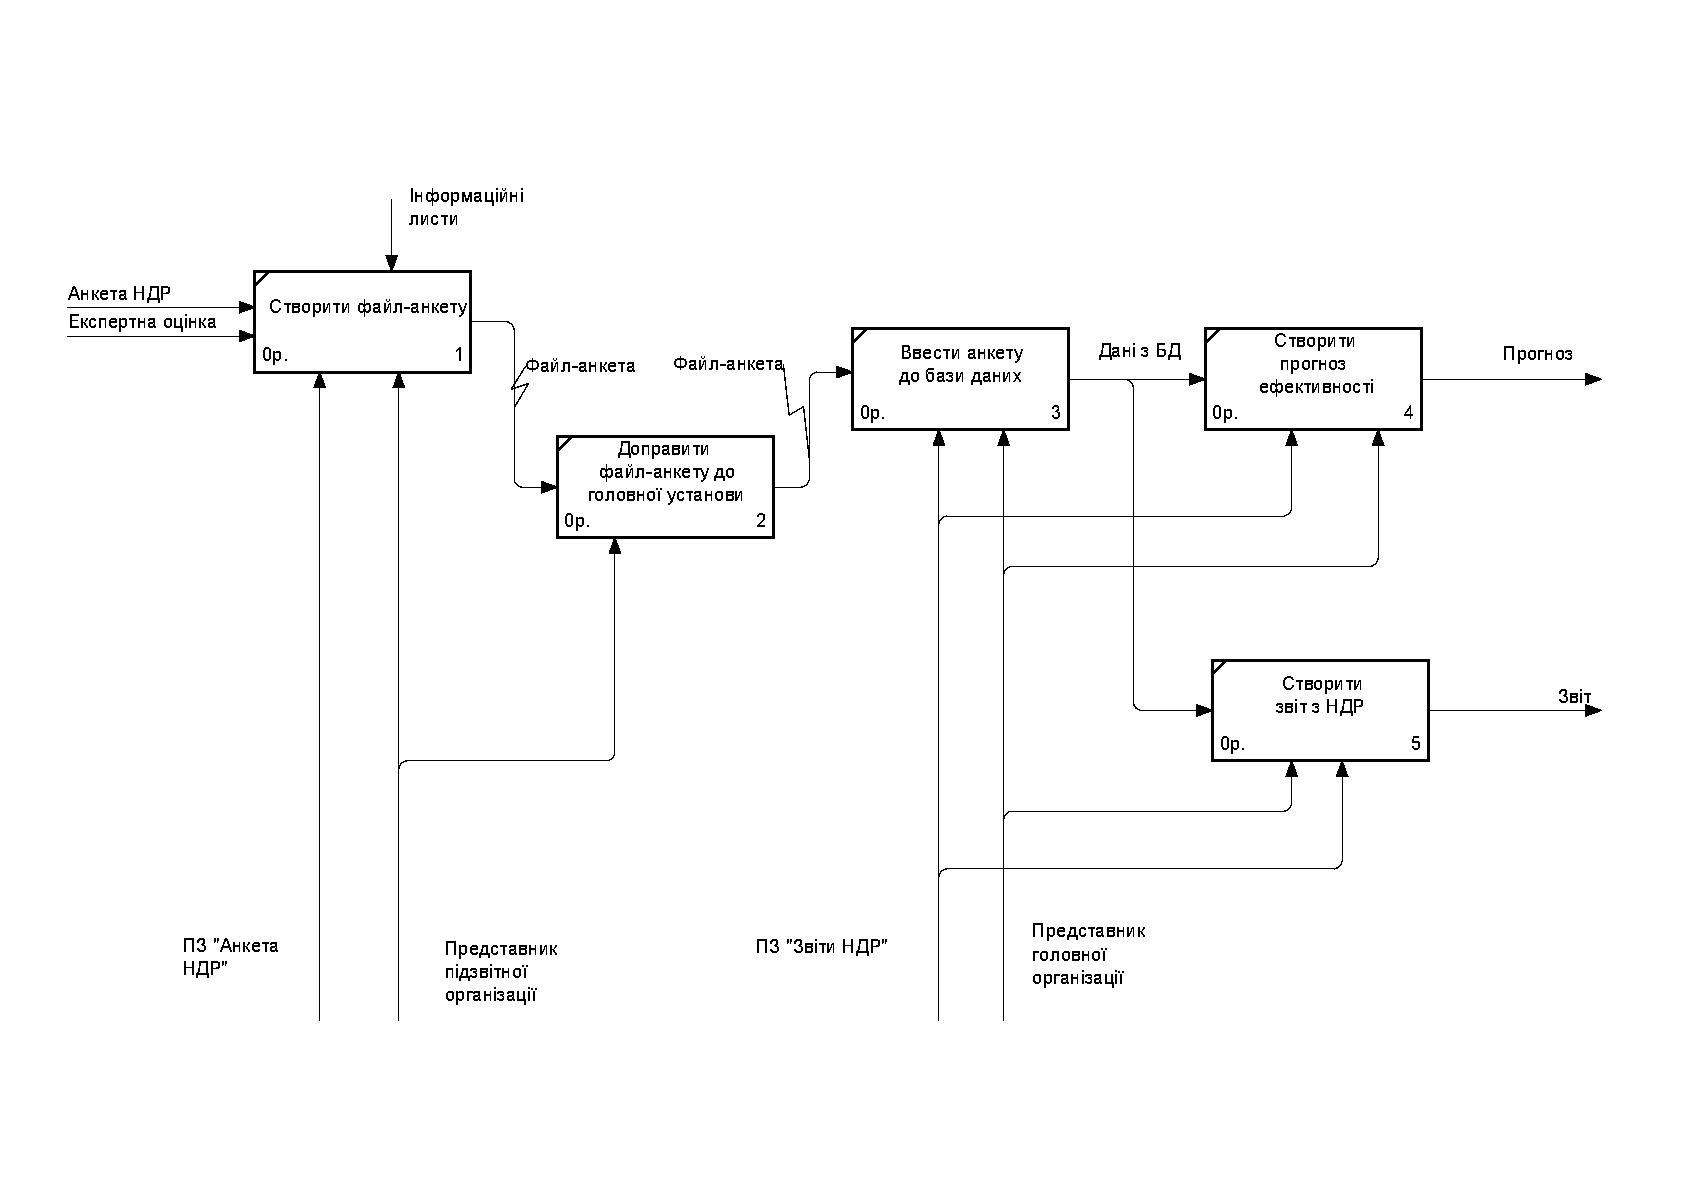 Інформаційні
листи
Анкета НДР
Експертна оцінка
Створити файл-анкету
0р.
1
Файл-анкета
Файл-анкета
Доправити
файл-анкету до
головної установи
0р.
2
Ввести анкету
до бази даних
0р.
3
Дані з БД
Створити
прогноз
ефективності
0р.
4
Прогноз
Створити
звіт з НДР
0р.
5
Звіт
ПЗ "Анкета
НДР"
Представник
підзвітної
організації
ПЗ "Звіти НДР"
Представник
головної
організації